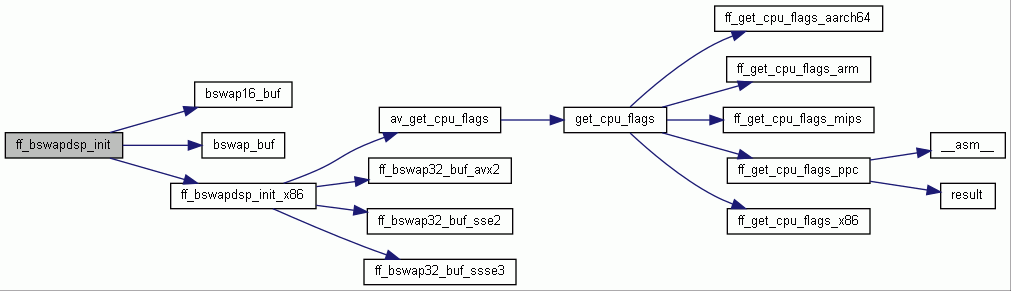 ff_bswapdsp_init
bswap16_buf
bswap_buf
ff_bswapdsp_init_x86
av_get_cpu_flags
ff_bswap32_buf_avx2
ff_bswap32_buf_sse2
ff_bswap32_buf_ssse3
get_cpu_flags
ff_get_cpu_flags_aarch64
ff_get_cpu_flags_arm
ff_get_cpu_flags_mips
ff_get_cpu_flags_ppc
ff_get_cpu_flags_x86
__asm__
result